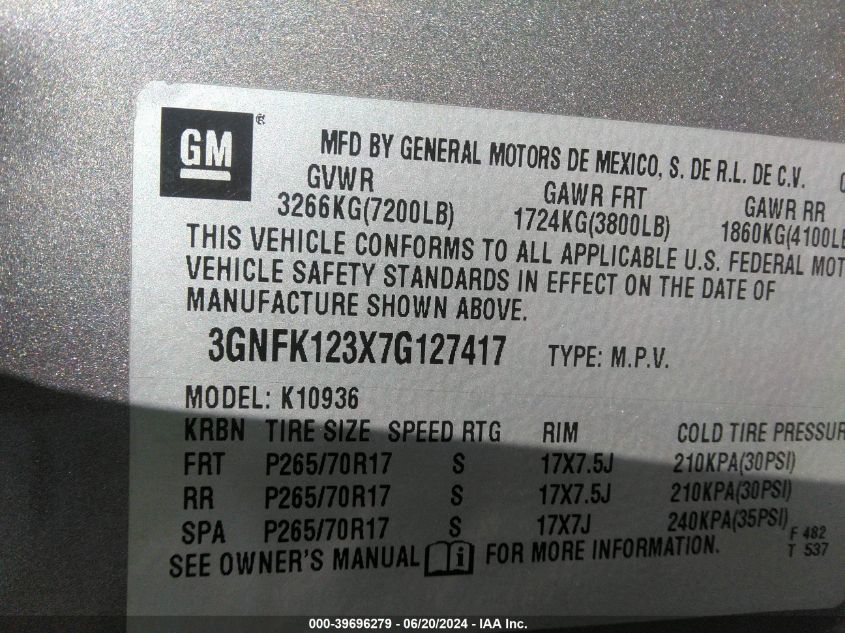 GM
MFD BY GENERAL MOTORS DE MEXICO, S. DE R.L. DE C.V.
GVWR GAWR FRT GAWR RR
3266KG(7200LB) 1724KG(3800LB) 1860KG(4100LB
THIS VEHICLE CONFORMS TO ALL APPLICABLE U.S. FEDERAL MOT
VEHICLE SAFETY STANDARDS IN EFFECT ON THE DATE OF
MANUFACTURE SHOWN ABOVE.
3GNFK123X7G127417 TYPE: M.P.V.
MODEL: K10936
KRBN TIRE SIZE SPEED RTG RIM COLD TIRE PRESSUR
FRT P265/70R17 S 17X7.5J 210KPA(30PSI)
RR P265/70R17 S 17X7.5J 210KPA(30PSI)
SPA P265/70R17 S 17X7J 240KPA(35PSI)
F 482
SEE OWNER'S MANUAL i FOR MORE INFORMATION. T 537
000-39696279 - 06/20/2024 - IAA Inc.